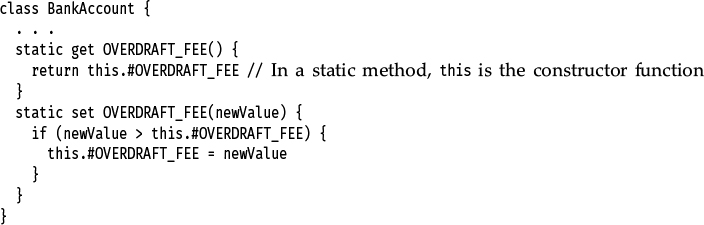 class BankAccount {
  . . .
  static get OVERDRAFT_FEE() {
    return this.#OVERDRAFT_FEE // In a static method, this is the constructor function
  }
  static set OVERDRAFT_FEE(newValue) {
    if (newValue > this.#OVERDRAFT_FEE) {
      this.#OVERDRAFT_FEE = newValue
    }
  }
}